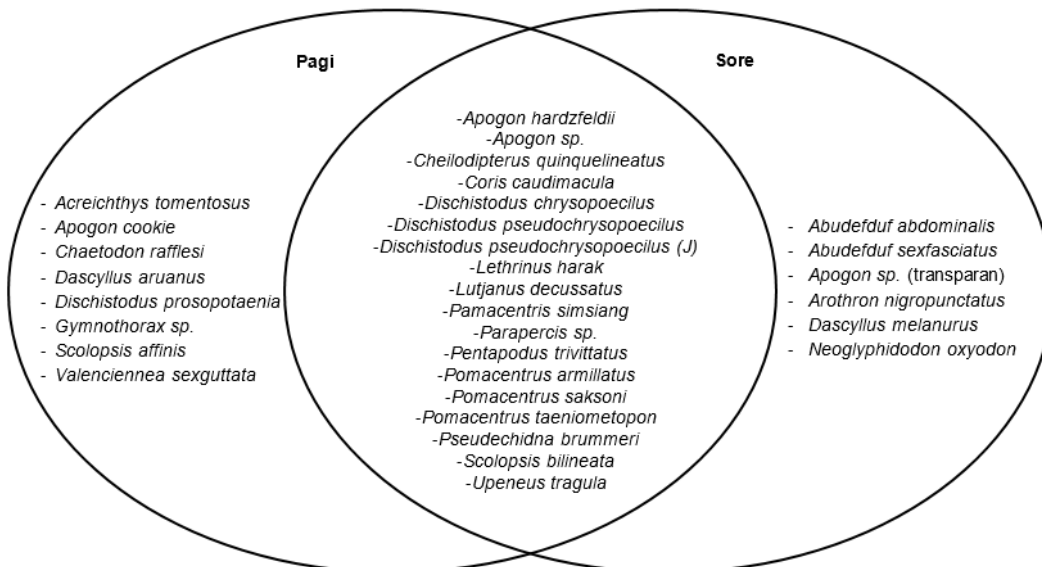 Pagi
Sore
-Apogon hardzfeldii
-Apogon sp.
-Cheilodipterus quinquelineatus
-Coris caudimacula
-Dischistodus chrysopoecilus
-Dischistodus pseudochrysopoecilus
-Dischistodus pseudochrysopoecilus (J)
-Lethrinus harak
-Lutjanus decussatus
-Pamacentris simsiang
-Parapercis sp.
-Pentapodus trivittatus
-Pomacentrus armillatus
-Pomacentrus saksoni
-Pomacentrus taeniometopon
-Pseudechidna brummeri
-Scolopsis bilineata
-Upeneus tragula
- Acreichthys tomentosus
- Apogon cookie
- Chaetodon rafflesi
- Dascyllus aruanus
- Dischistodus prosopotaenia
- Gymnothorax sp.
- Scolopsis affinis
- Valenciennea sexguttata
- Abudefduf abdominalis
- Abudefduf sexfasciatus
- Apogon sp. (transparan)
- Arothron nigropunctatus
- Dascyllus melanurus
- Neoglyphidodon oxyodon